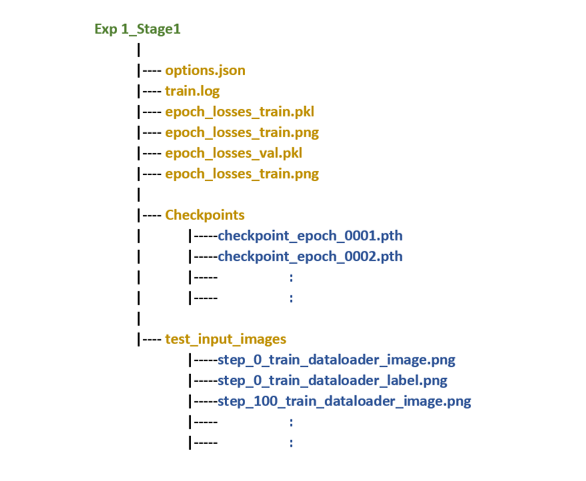 Exp 1_Stage1
|
|---- options.json
|---- train.log
|---- epoch_losses_train.pkl
|---- epoch_losses_train.png
|---- epoch_losses_val.pkl
|---- epoch_losses_train.png
|
|---- Checkpoints
| |-----checkpoint_epoch_0001.pth
| |-----checkpoint_epoch_0002.pth
| |----- :
| |----- :
|
|---- test_input_images
|-----step_0_train_dataloader_image.png
|-----step_0_train_dataloader_label.png
|-----step_100_train_dataloader_image.png
|----- :
|----- :